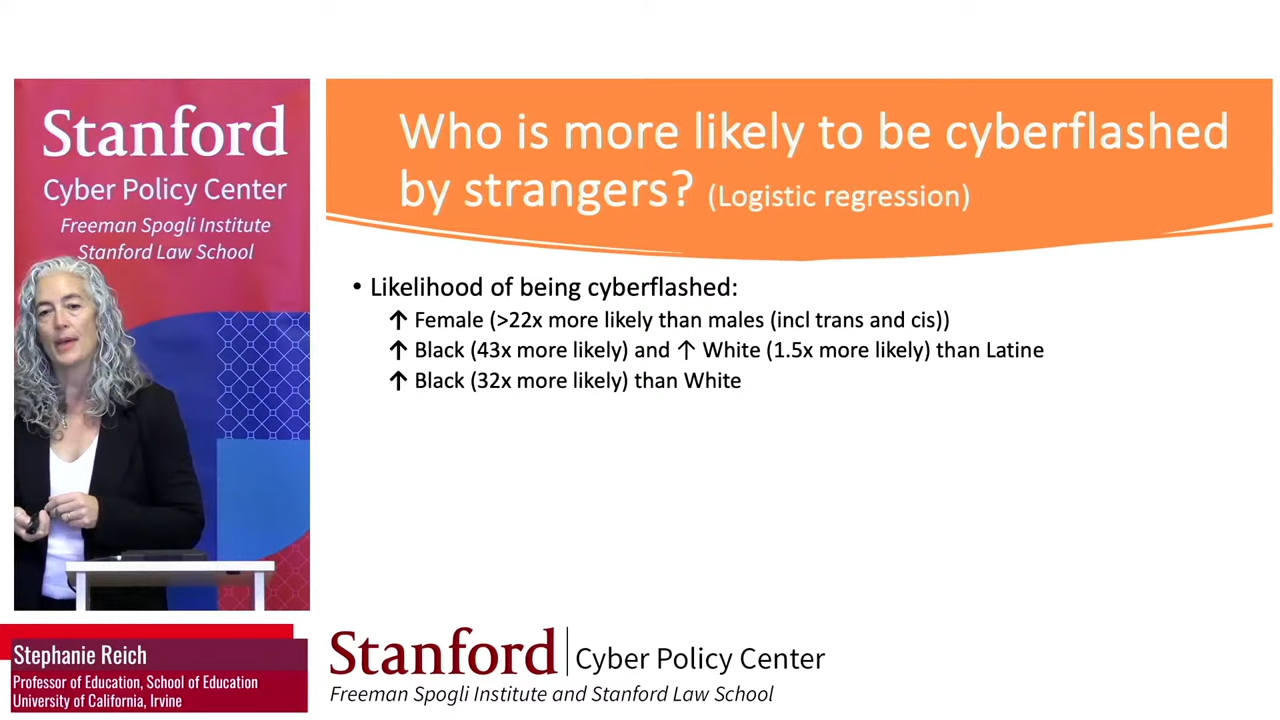 Stanford
Cyber Policy Center
Freeman Spogli Institute
Stanford Law School
Who is more likely to be cyberflashed
by strangers? (Logistic regression)
• Likelihood of being cyberflashed:
↑ Female (>22x more likely than males (incl trans and cis))
↑ Black (43x more likely) and ↑ White (1.5x more likely) than Latine
↑ Black (32x more likely) than White
Stephanie Reich
Professor of Education, School of Education
University of California, Irvine
Stanford | Cyber Policy Center
Freeman Spogli Institute and Stanford Law School